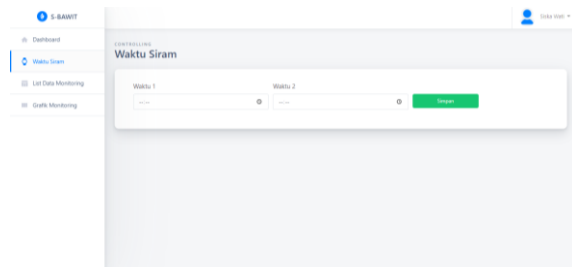 S-BAWIT
Dashboard
Waktu Siram
List Data Monitoring
Grafik Monitoring
CONTROLLING
Waktu Siram
Waktu 1
Waktu 2
--:--
--:--
Simpan